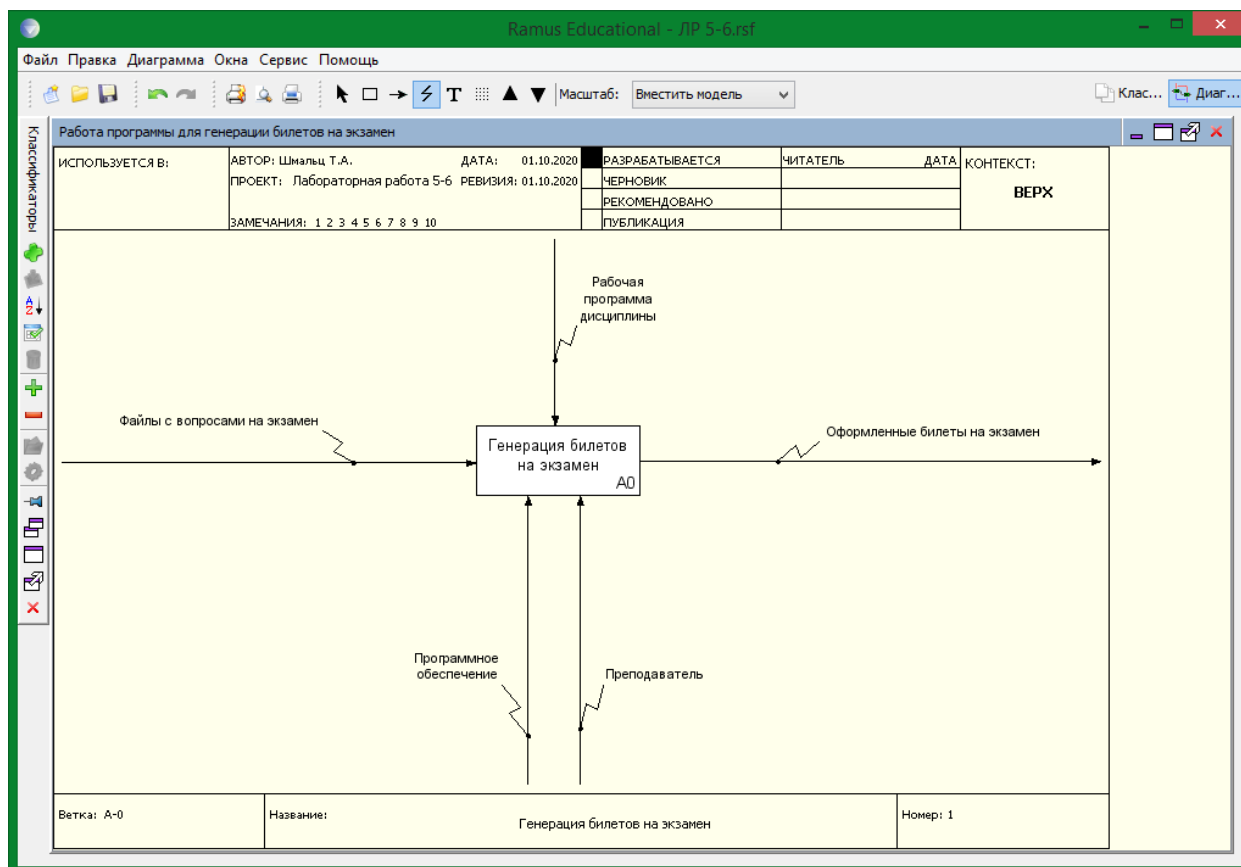 Ramus Educational - ЛР 5-6.rsf
Файл Правка Диаграмма Окна Сервис Помощь
T Масштаб: Вместить модель Клас... Диаг...
Классификаторы
Работа программы для генерации билетов на экзамен
ИСПОЛЬЗУЕТСЯ В: АВТОР: Шмальц Т.А. ДАТА: 01.10.2020 РАЗРАБАТЫВАЕТСЯ ЧИТАТЕЛЬ ДАТА КОНТЕКСТ:
ПРОЕКТ: Лабораторная работа 5-6 РЕВИЗИЯ: 01.10.2020 ЧЕРНОВИК
ВЕРХ
РЕКОМЕНДОВАНО
ЗАМЕЧАНИЯ: 1 2 3 4 5 6 7 8 9 10 ПУБЛИКАЦИЯ
Рабочая
программа
дисциплины
Файлы с вопросами на экзамен
Генерация билетов
на экзамен
A0
Оформленные билеты на экзамен
Программное
обеспечение
Преподаватель
Ветка: A-0 Название: Генерация билетов на экзамен Номер: 1